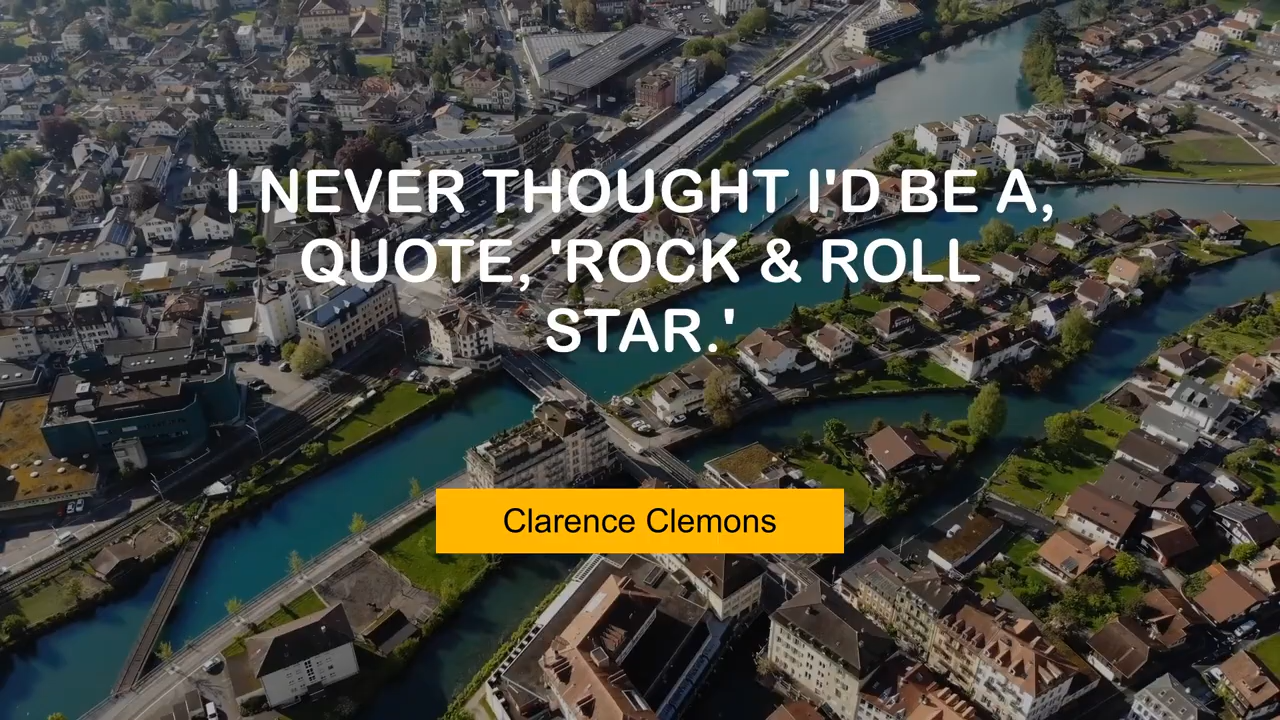 I NEVER THOUGHT I'D BE A,
QUOTE, 'ROCK & ROLL
STAR.'
Clarence Clemons